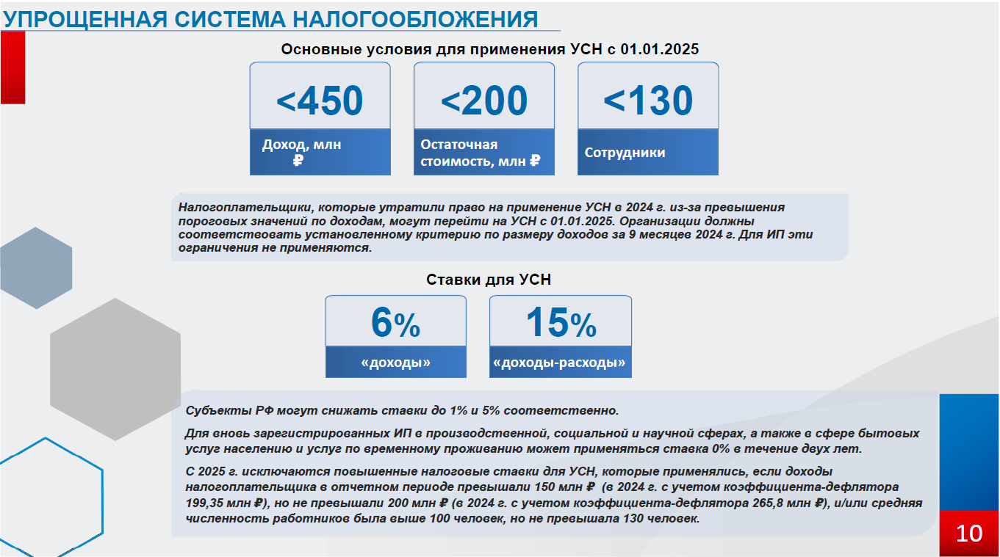 УПРОЩЕННАЯ СИСТЕМА НАЛОГООБЛОЖЕНИЯ
Основные условия для применения УСН с 01.01.2025
<450
Доход, млн
₽
<200
Остаточная
стоимость, млн ₽
<130
Сотрудники
Налогоплательщики, которые утратили право на применение УСН в 2024 г. из-за превышения
пороговых значений по доходам, могут перейти на УСН с 01.01.2025. Организации должны
соответствовать установленному критерию по размеру доходов за 9 месяцев 2024 г. Для ИП эти
ограничения не применяются.
Ставки для УСН
6%
«доходы»
15%
«доходы-расходы»
Субъекты РФ могут снижать ставки до 1% и 5% соответственно.
Для вновь зарегистрированных ИП в производственной, социальной и научной сферах, а также в сфере бытовых
услуг населению и услуг по временному проживанию может применяться ставка 0% в течение двух лет.
С 2025 г. исключаются повышенные налоговые ставки для УСН, которые применялись, если доходы
налогоплательщика в отчетном периоде превышали 150 млн ₽ (в 2024 г. с учетом коэффициента-дефлятора
199,35 млн ₽), но не превышали 200 млн ₽ (в 2024 г. с учетом коэффициента-дефлятора 265,8 млн ₽), и/или средняя
численность работников была выше 100 человек, но не превышала 130 человек.
10